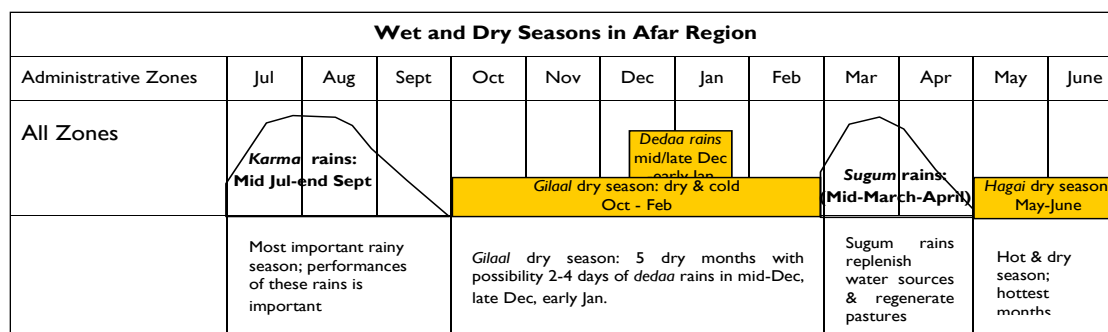 Wet and Dry Seasons in Afar Region
Administrative Zones Jul Aug Sept Oct Nov Dec Jan Feb Mar Apr May June
All Zones
Karma rains:
Mid Jul-end Sept
Dedaa rains
mid/late Dec
early Jan
Gilaal dry season: dry & cold
Oct - Feb
Sugum rains:
(Mid-March-April)
Hagai dry season
May-June
Most important rainy
season; performances
of these rains is
important
Gilaal dry season: 5 dry months with
possibility 2-4 days of dedaa rains in mid-Dec,
late Dec, early Jan.
Sugum rains
replenish
water sources
& regenerate
pastures
Hot & dry
season;
hottest
months